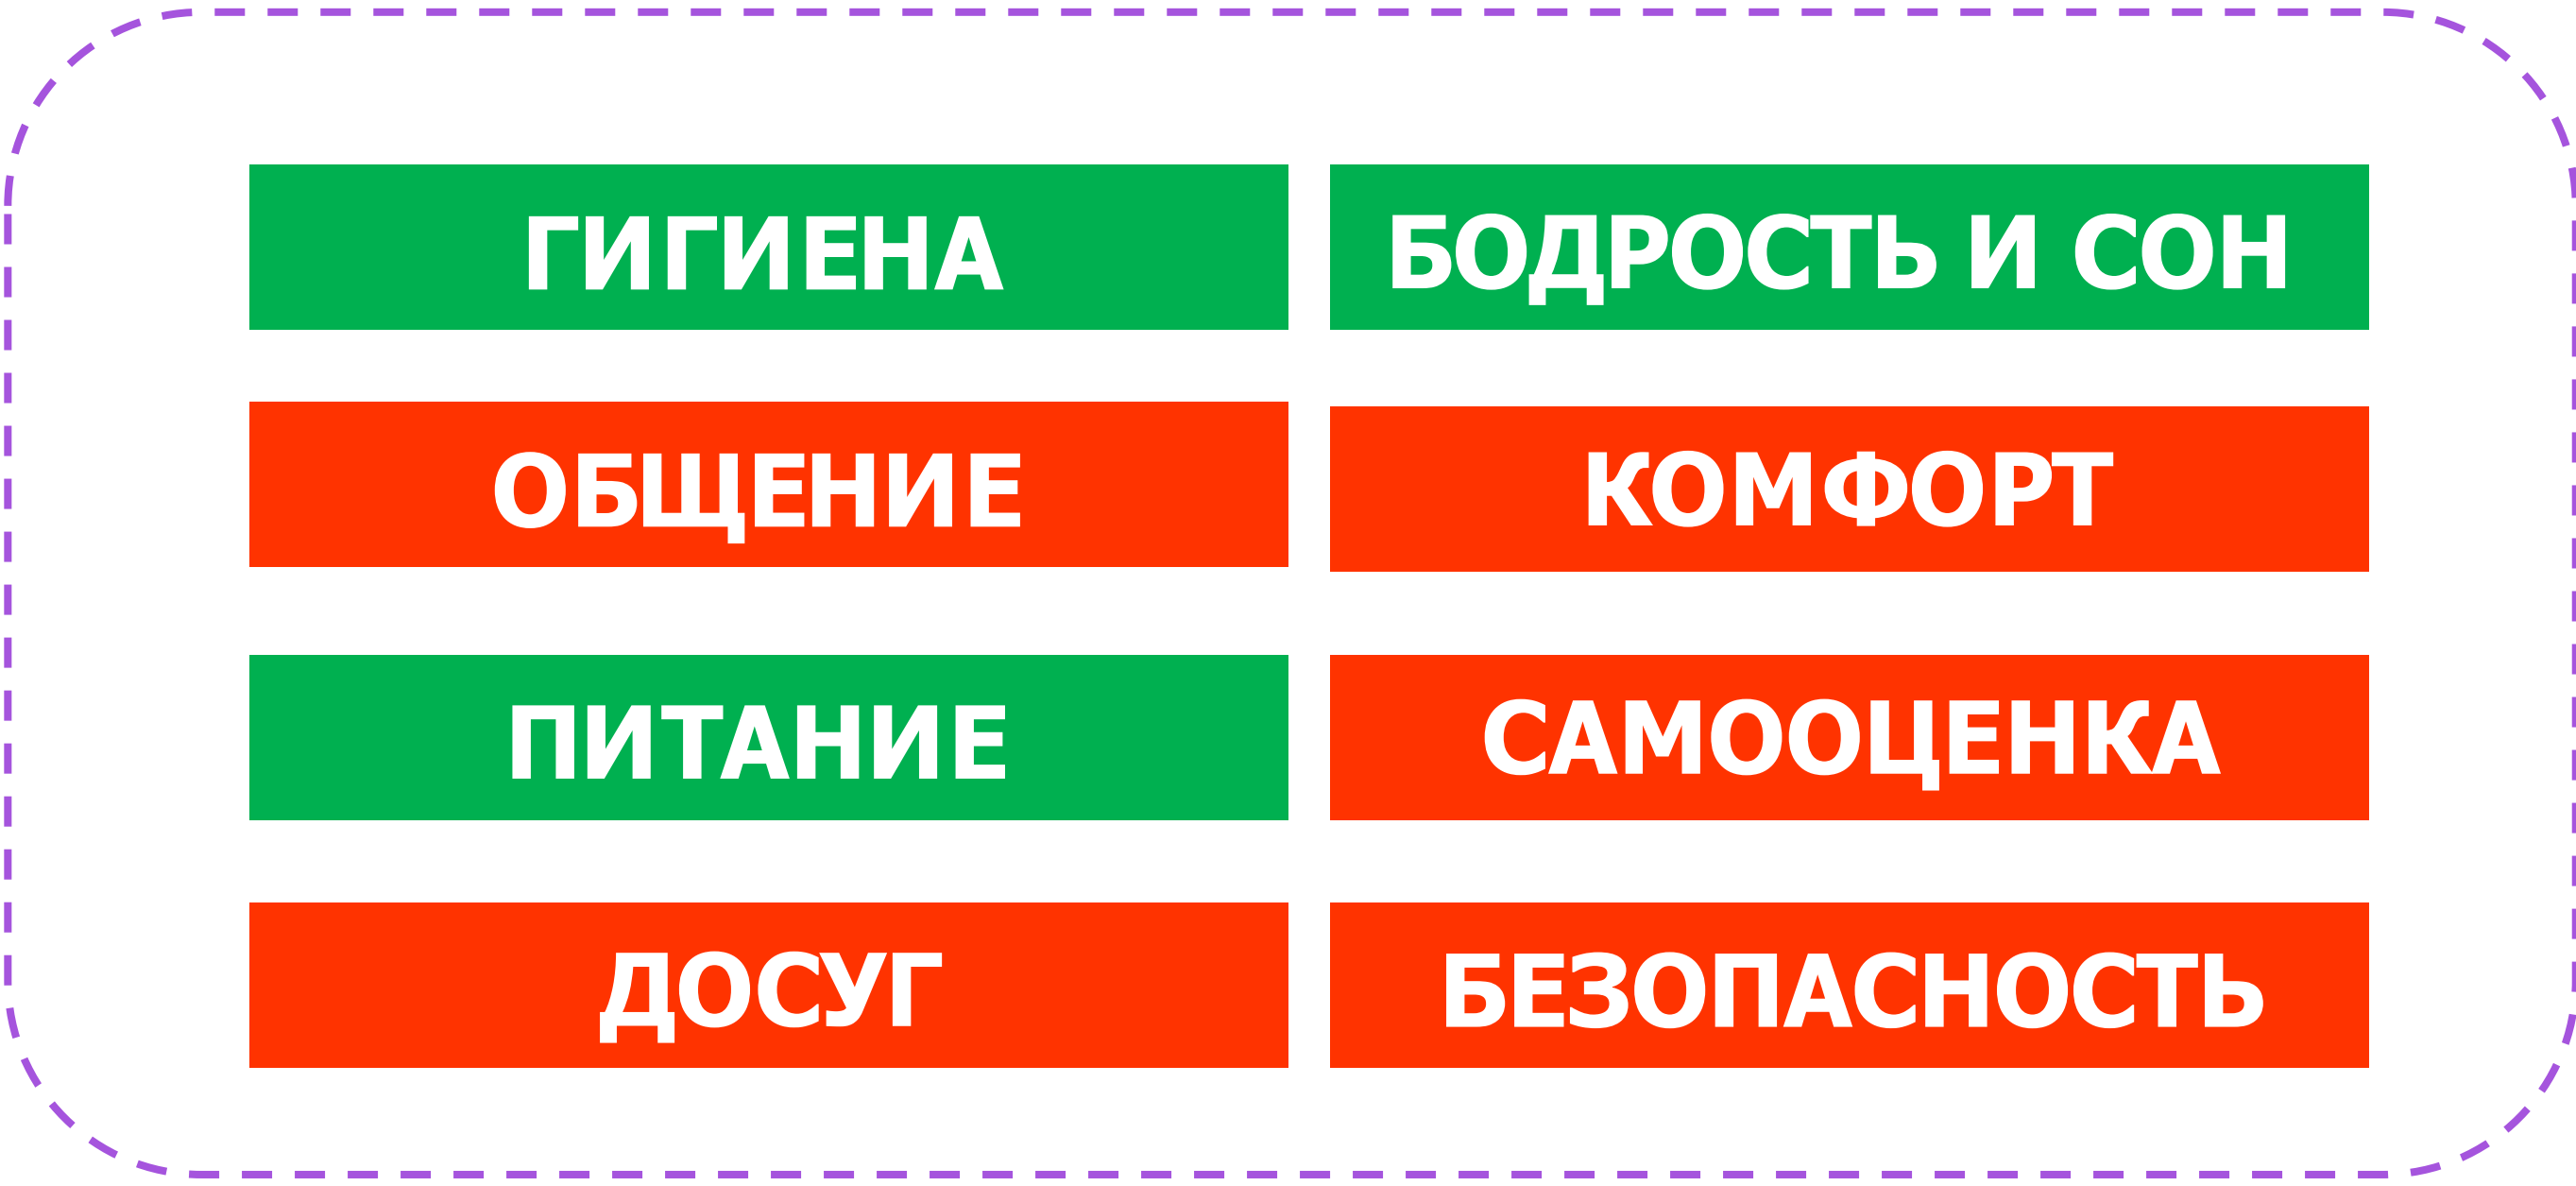 ГИГИЕНА
БОДРОСТЬ И СОН
ОБЩЕНИЕ
КОМФОРТ
ПИТАНИЕ
САМООЦЕНКА
ДОСУГ
БЕЗОПАСНОСТЬ